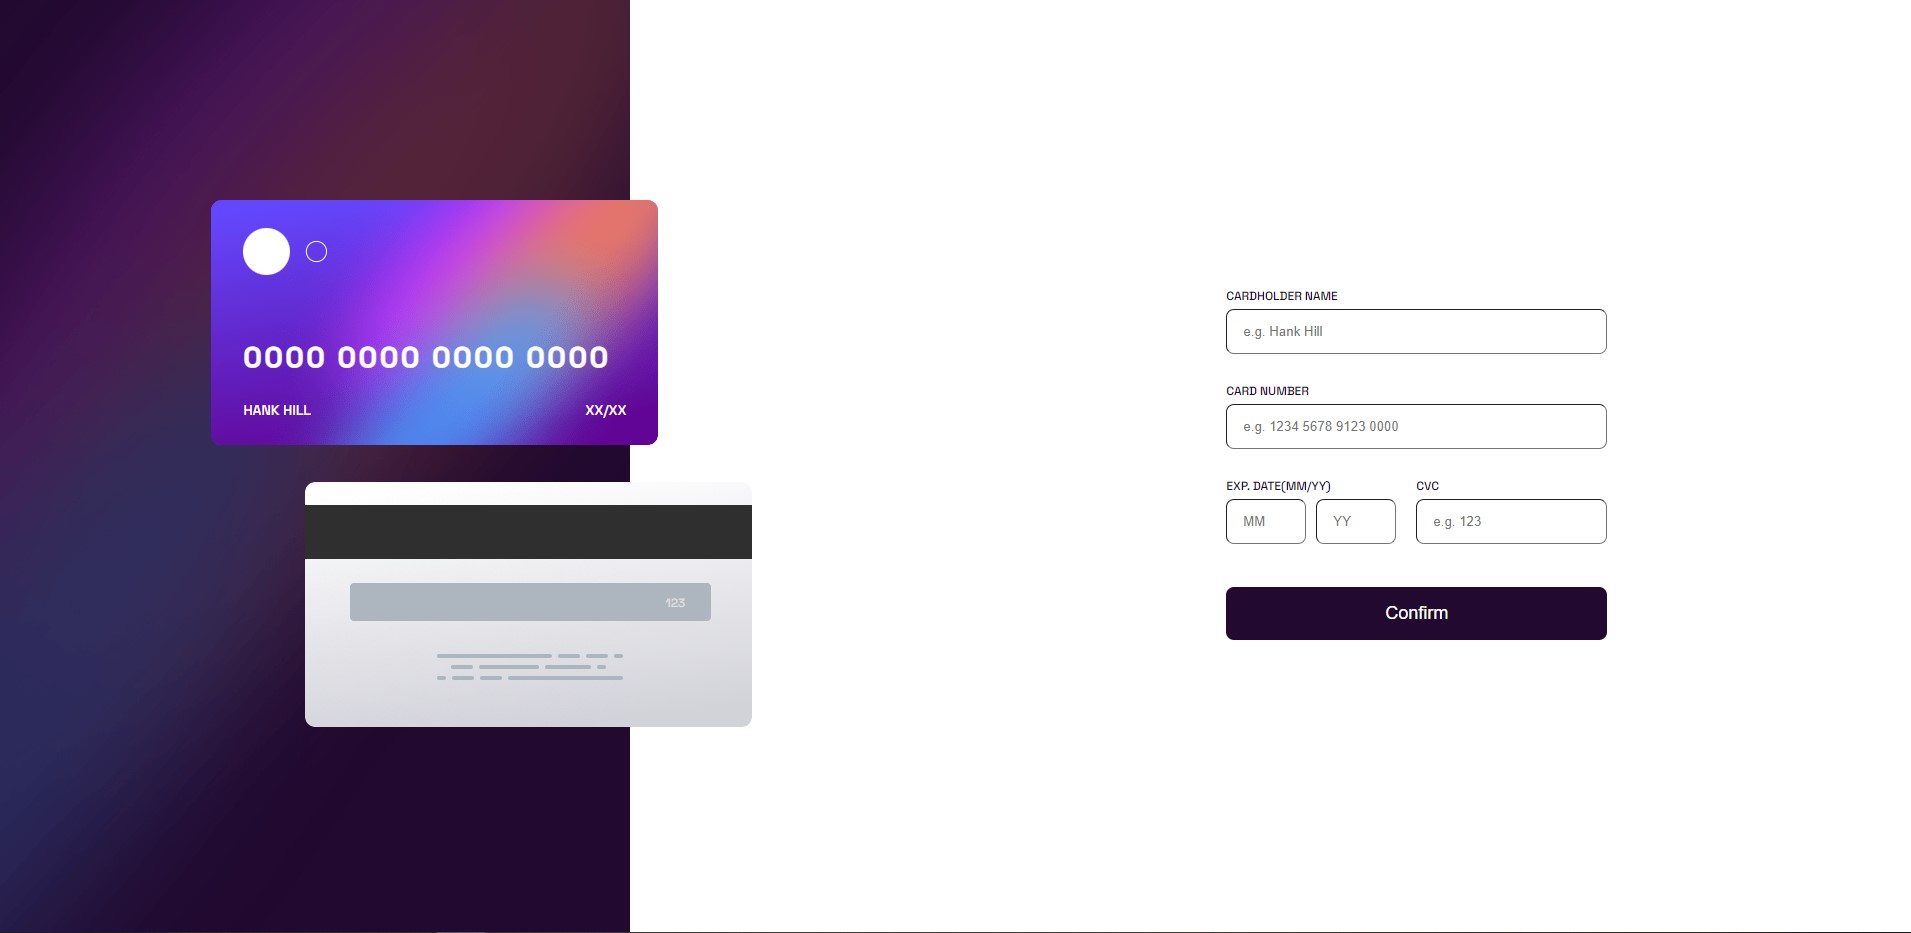 0000 0000 0000 0000
HANK HILL XX/XX
123
CARDHOLDER NAME
e.g. Hank Hill
CARD NUMBER
e.g. 1234 5678 9123 0000
EXP. DATE(MM/YY) CVC
MM YY e.g. 123
Confirm